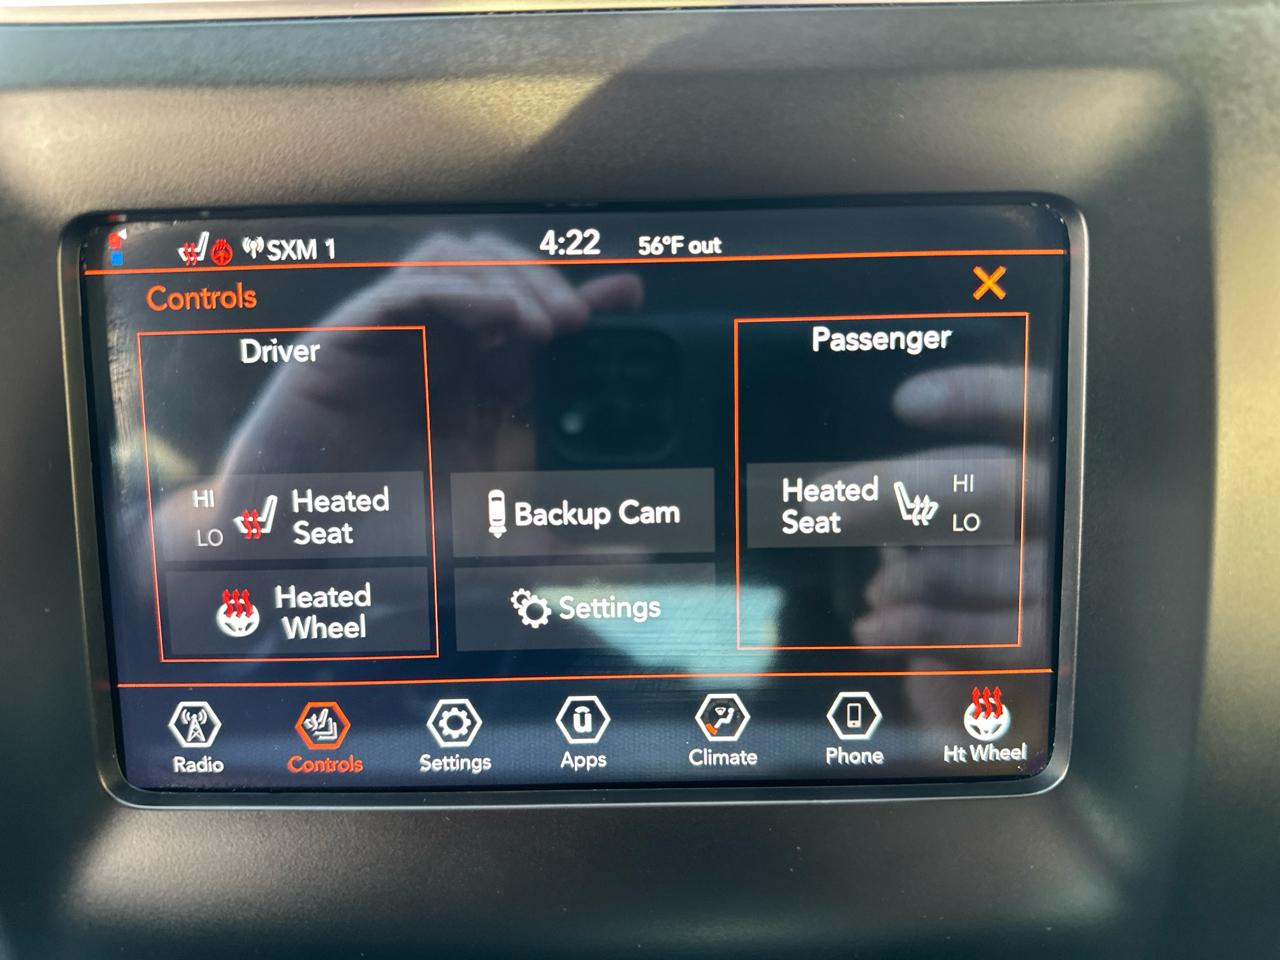 SXM 1 4:22 56°F out
Controls
Driver
Passenger
HI
LO
Heated
Seat
Backup Cam
Heated
Seat
HI
LO
Heated
Wheel
Settings
Radio Controls Settings Apps Climate Phone Ht Wheel